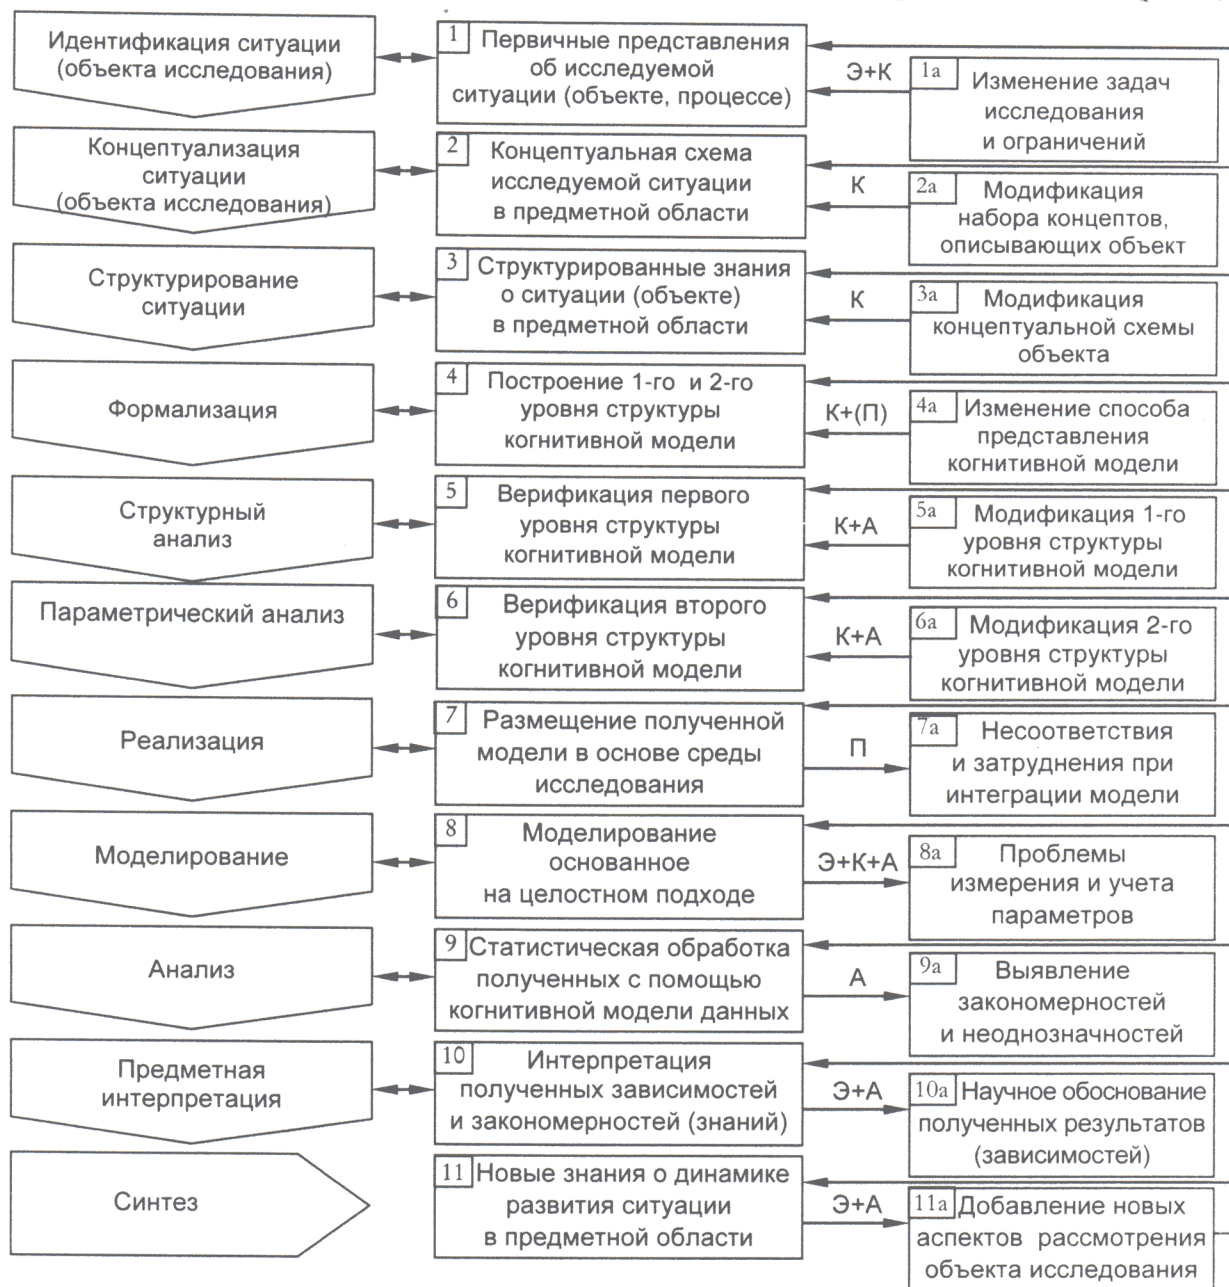 Идентификация ситуации
(объекта исследования)
1 Первичные представления
об исследуемой
ситуации (объекте, процессе)
Э+К
1а Изменение задач
исследования
и ограничений
Концептуализация
ситуации
(объекта исследования)
2 Концептуальная схема
исследуемой ситуации
в предметной области
К
2а Модификация
набора концептов,
описывающих объект
Структурирование
ситуации
3 Структурированные знания
о ситуации (объекте)
в предметной области
К
3а Модификация
концептуальной схемы
объекта
Формализация
4 Построение 1-го и 2-го
уровня структуры
когнитивной модели
К+(П)
4а Изменение способа
представления
когнитивной модели
Структурный
анализ
5 Верификация первого
уровня структуры
когнитивной модели
К+А
5а Модификация 1-го
уровня структуры
когнитивной модели
Параметрический анализ
6 Верификация второго
уровня структуры
когнитивной модели
К+А
6а Модификация 2-го
уровня структуры
когнитивной модели
Реализация
7 Размещение полученной
модели в основе среды
исследования
П
7а Несоответствия
и затруднения при
интеграции модели
Моделирование
8 Моделирование
основанное
на целостном подходе
Э+К+А
8а Проблемы
измерения и учета
параметров
Анализ
9 Статистическая обработка
полученных с помощью
когнитивной модели данных
А
9а Выявление
закономерностей
и неоднозначностей
Предметная
интерпретация
10 Интерпретация
полученных зависимостей
и закономерностей (знаний)
Э+А
10а Научное обоснование
полученных результатов
(зависимостей)
Синтез
11 Новые знания о динамике
развития ситуации
в предметной области
Э+А
11а Добавление новых
аспектов рассмотрения
объекта исследования